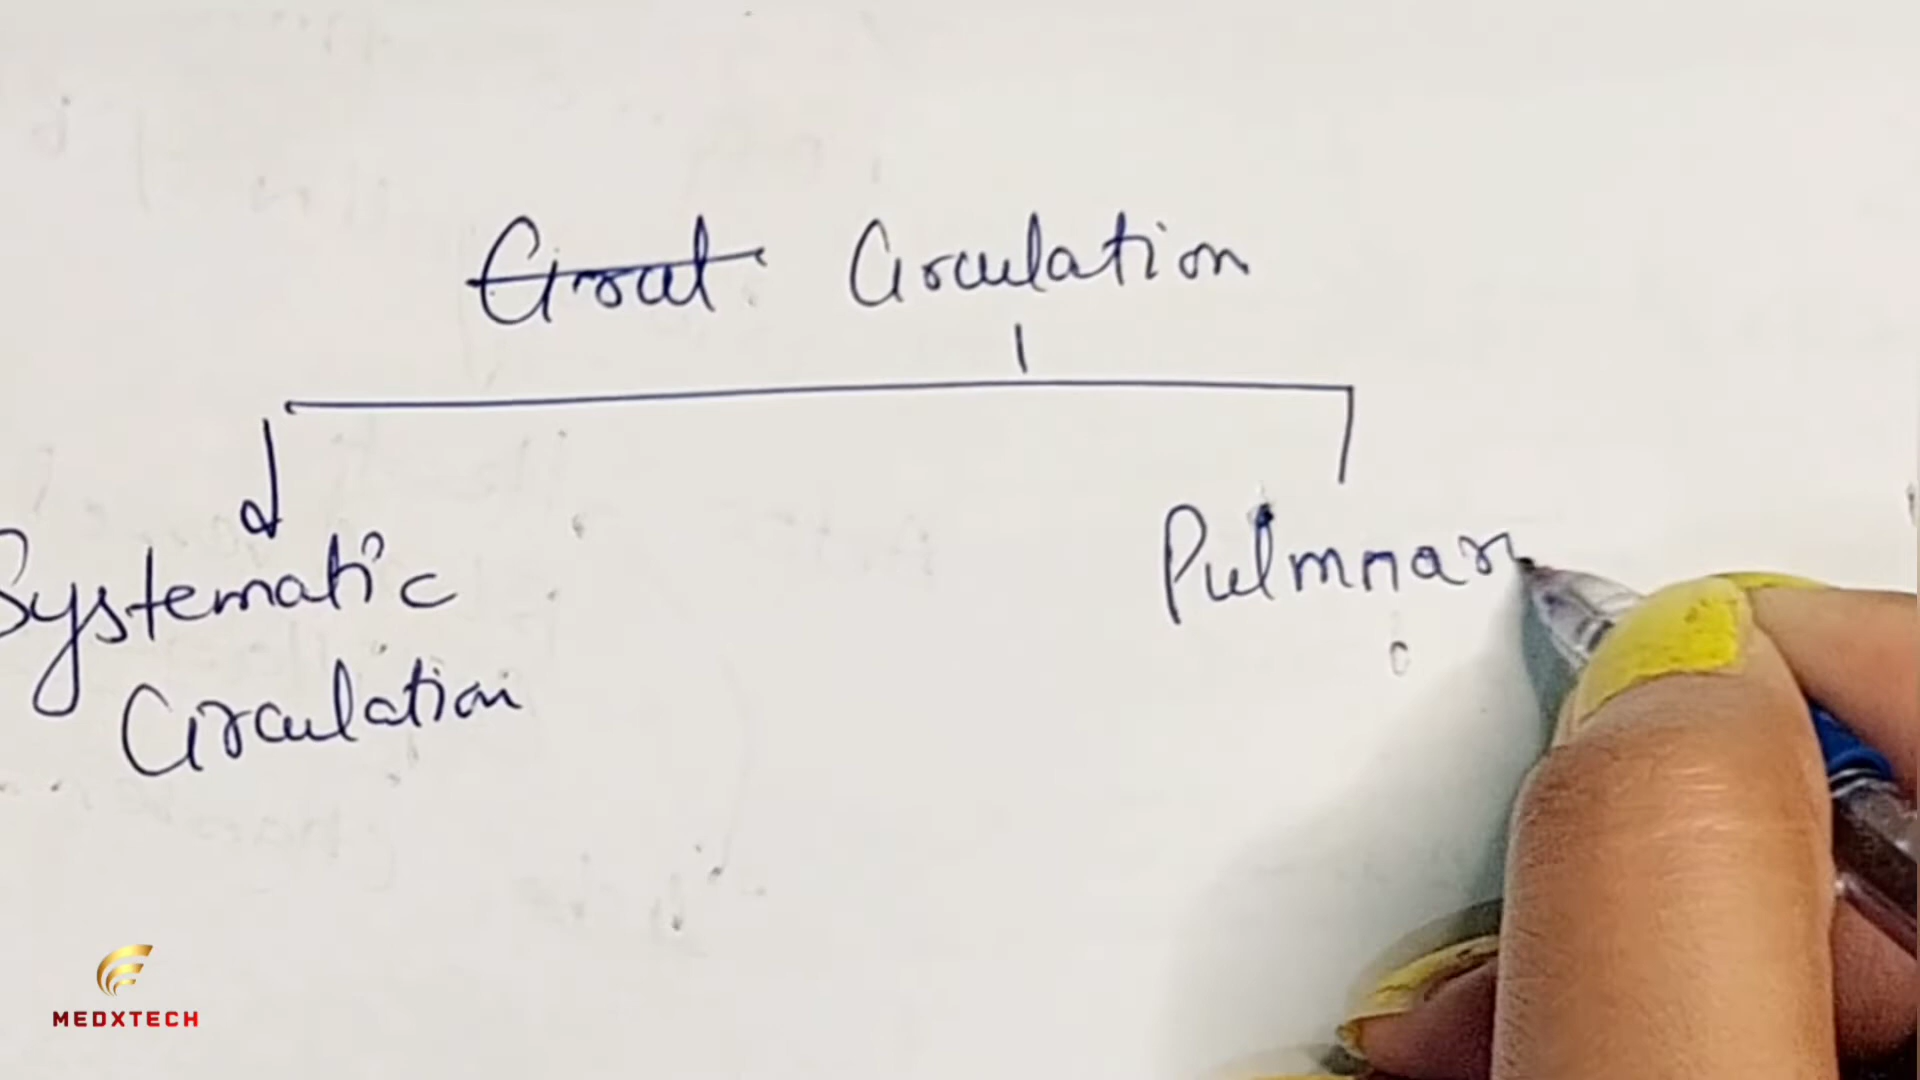 Great Circulation
Systematic
Circulation
Pulmnar
MEDXTECH